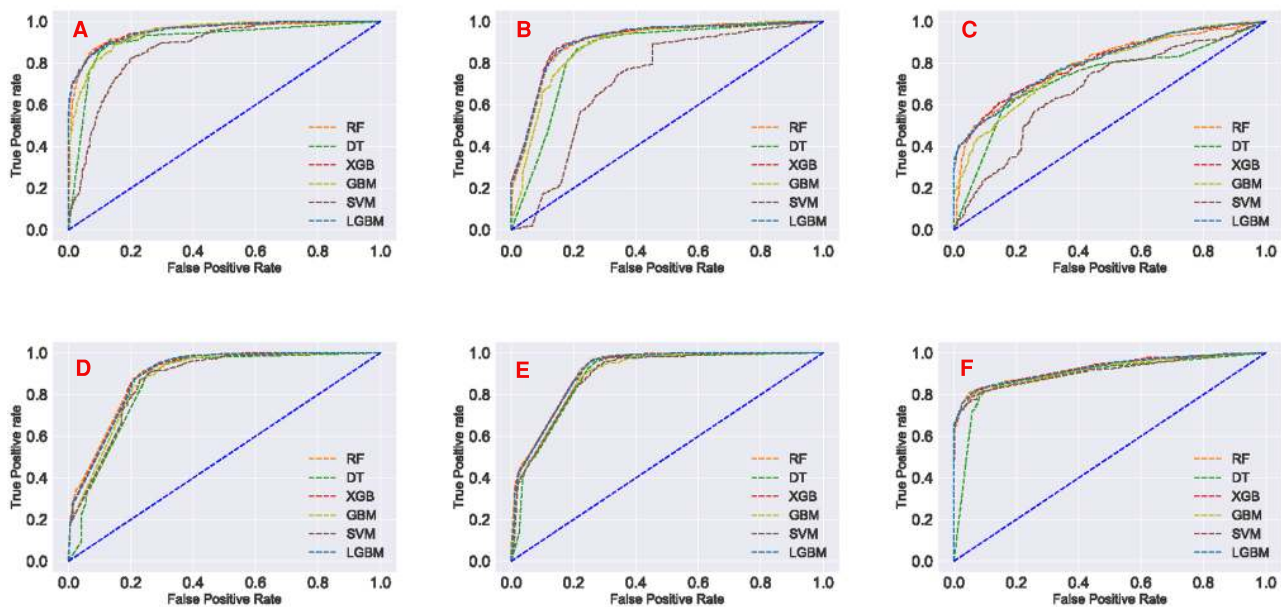 A
1.0
0.8
0.6
0.4
0.2
0.0
True Positive rate
RF
DT
XGB
GBM
SVM
LGBM
0.0 0.2 0.4 0.6 0.8 1.0
False Positive Rate
B
1.0
0.8
0.6
0.4
0.2
0.0
True Positive rate
RF
DT
XGB
GBM
SVM
LGBM
0.0 0.2 0.4 0.6 0.8 1.0
False Positive Rate
C
1.0
0.8
0.6
0.4
0.2
0.0
True Positive rate
RF
DT
XGB
GBM
SVM
LGBM
0.0 0.2 0.4 0.6 0.8 1.0
False Positive Rate
D
1.0
0.8
0.6
0.4
0.2
0.0
True Positive rate
RF
DT
XGB
GBM
SVM
LGBM
0.0 0.2 0.4 0.6 0.8 1.0
False Positive Rate
E
1.0
0.8
0.6
0.4
0.2
0.0
True Positive rate
RF
DT
XGB
GBM
SVM
LGBM
0.0 0.2 0.4 0.6 0.8 1.0
False Positive Rate
F
1.0
0.8
0.6
0.4
0.2
0.0
True Positive rate
RF
DT
XGB
GBM
SVM
LGBM
0.0 0.2 0.4 0.6 0.8 1.0
False Positive Rate